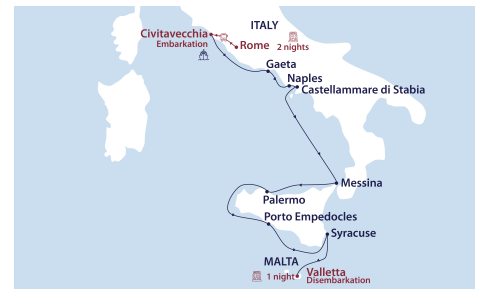 ITALY
Civitavecchia
Embarkation
Rome
2 nights
Gaeta
Naples
Castellammare di Stabia
Messina
Palermo
Porto Empedocles
Syracuse
MALTA
1 night
Valletta
Disembarkation